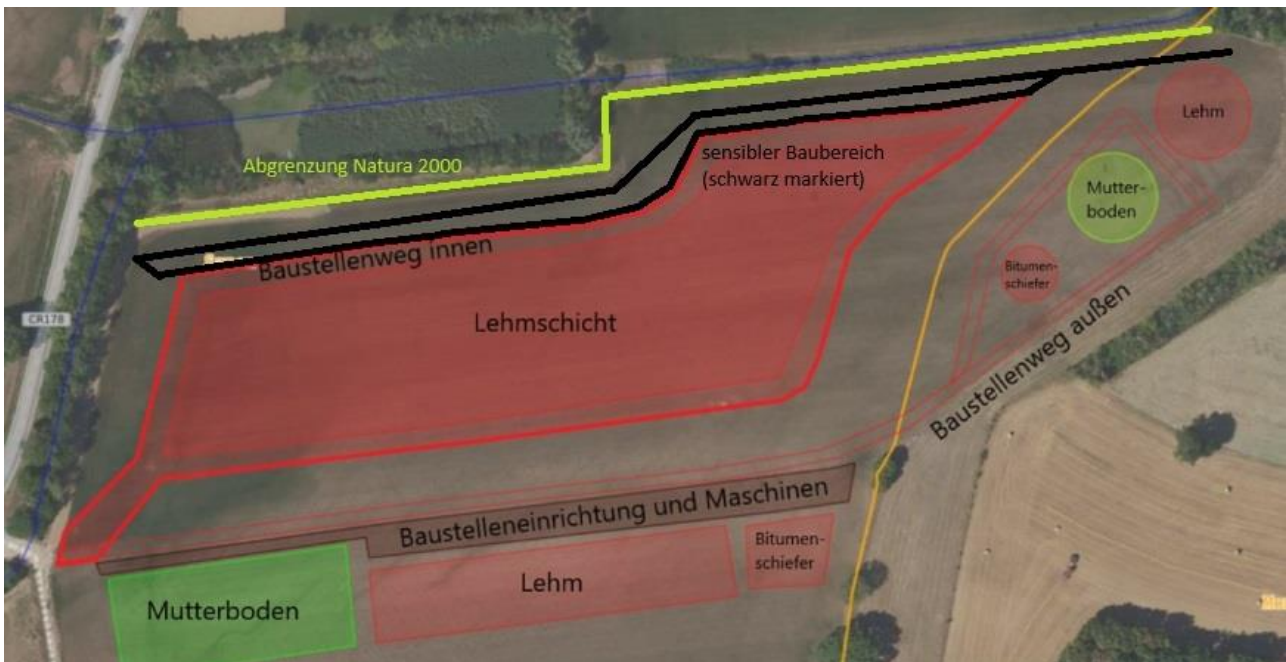 Lehm
Abgrenzung Natura 2000
sensibler Baubereich
(schwarz markiert)
Mutter-
boden
Baustellenweg innen
Bitumen-
schiefer
CR178
Lehmschicht
Baustellenweg außen
Baustelleneinrichtung und Maschinen
Bitumen-
schiefer
Lehm
Mutterboden